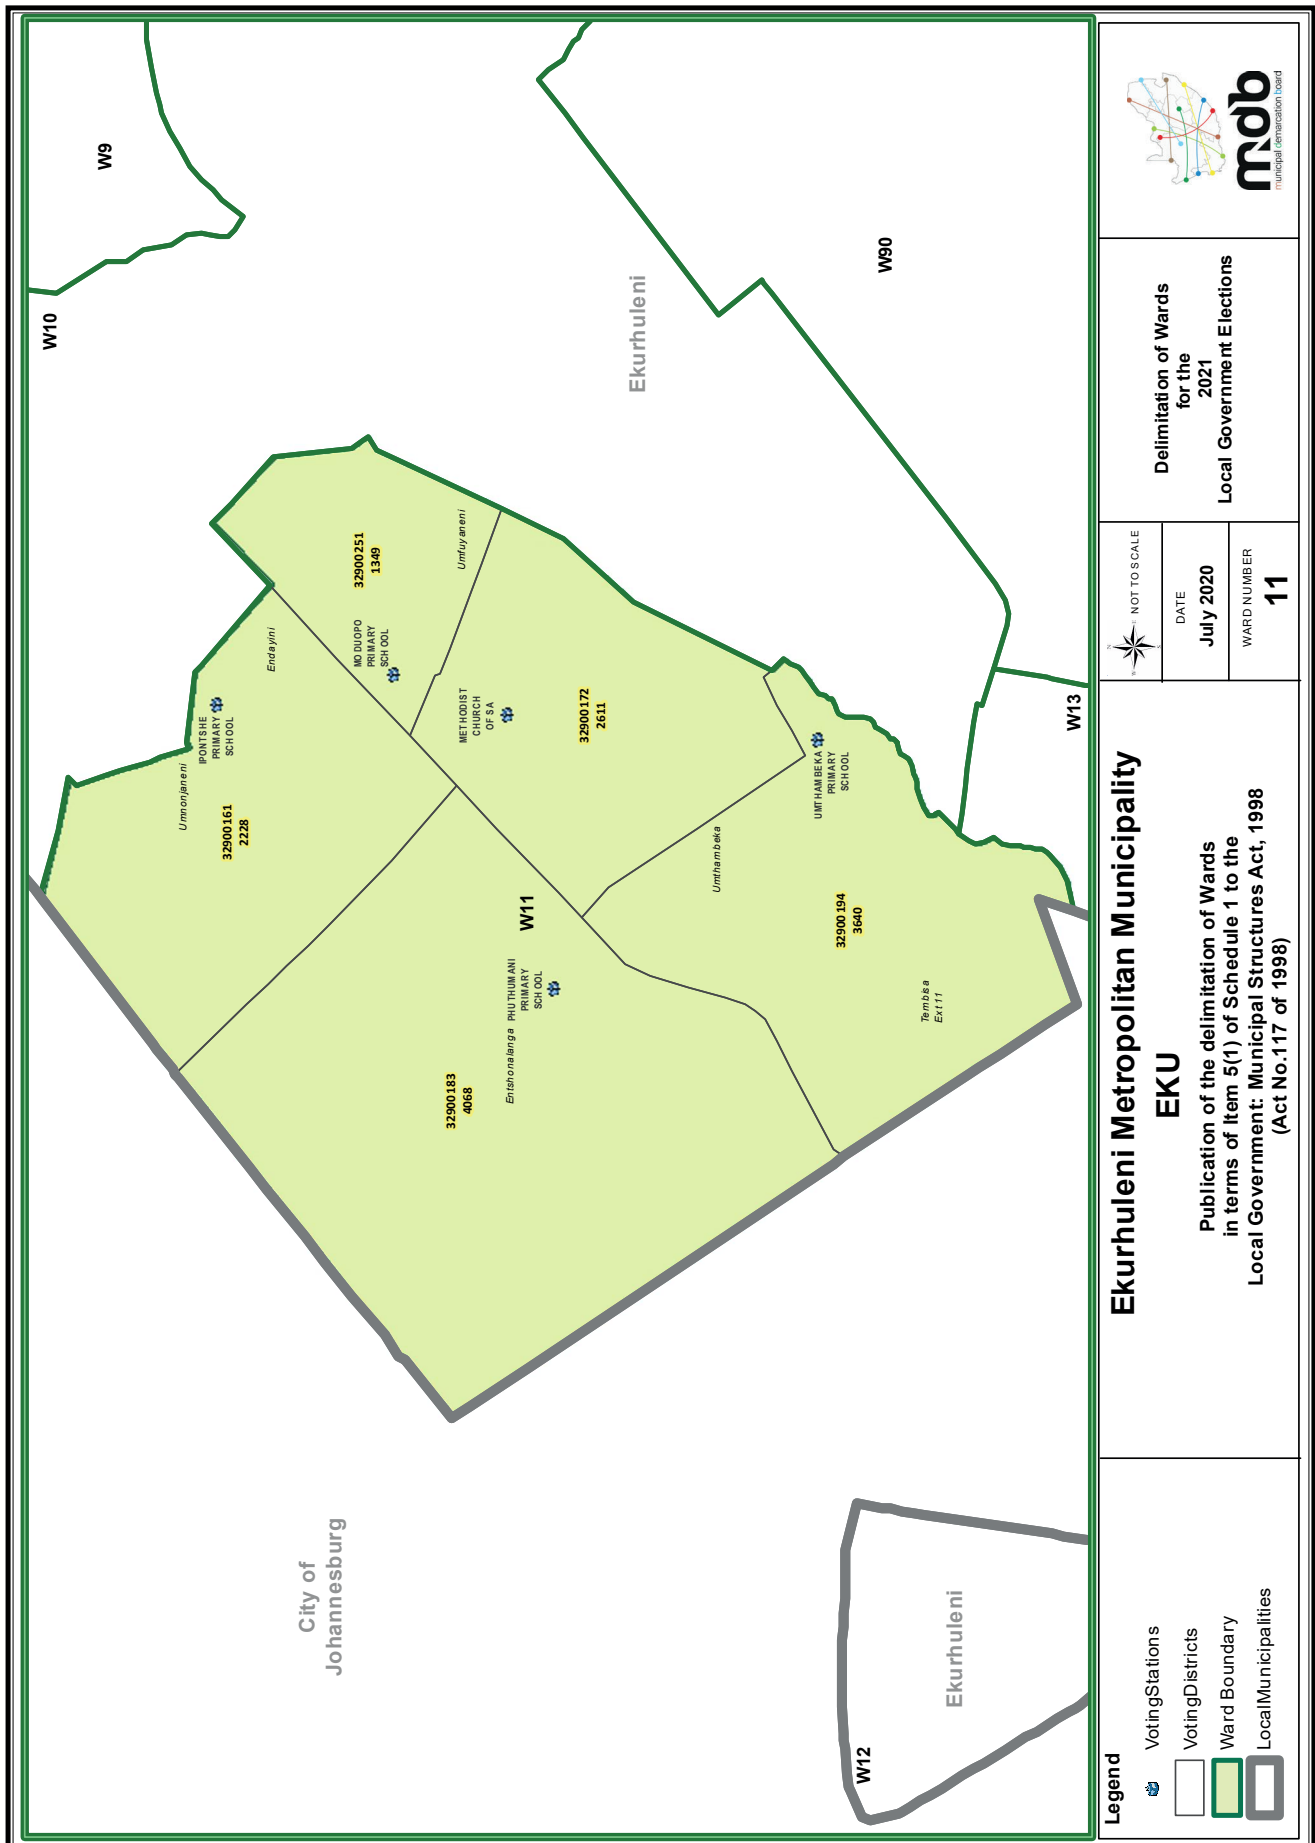 W9
W10
W90
W13
W12
W11
Ekurhuleni
City of
Johannesburg
Ekurhuleni
32900251
1349
MODUOPO
PRIMARY
SCHOOL
Umfuyaneni
Endayini
IPONTSHE
PRIMARY
SCHOOL
Umnonjaneni
32900161
2228
METHODIST
CHURCH
OF SA
32900172
2611
UMTHAMBEKA
PRIMARY
SCHOOL
Umthambeka
32900194
3640
Tembisa
Ext 11
PHUTHUMANI
PRIMARY
SCHOOL
Entshonalanga
32900183
4068
Legend
VotingStations
VotingDistricts
Ward Boundary
LocalMunicipalities
Ekurhuleni Metropolitan Municipality
EKU
Publication of the delimitation of Wards
in terms of Item 5(1) of Schedule 1 to the
Local Government: Municipal Structures Act, 1998
(Act No.117 of 1998)
N
W E
S
NOT TO SCALE
DATE
July 2020
WARD NUMBER
11
Delimitation of Wards
for the
2021
Local Government Elections
mdb
municipal demarcation board